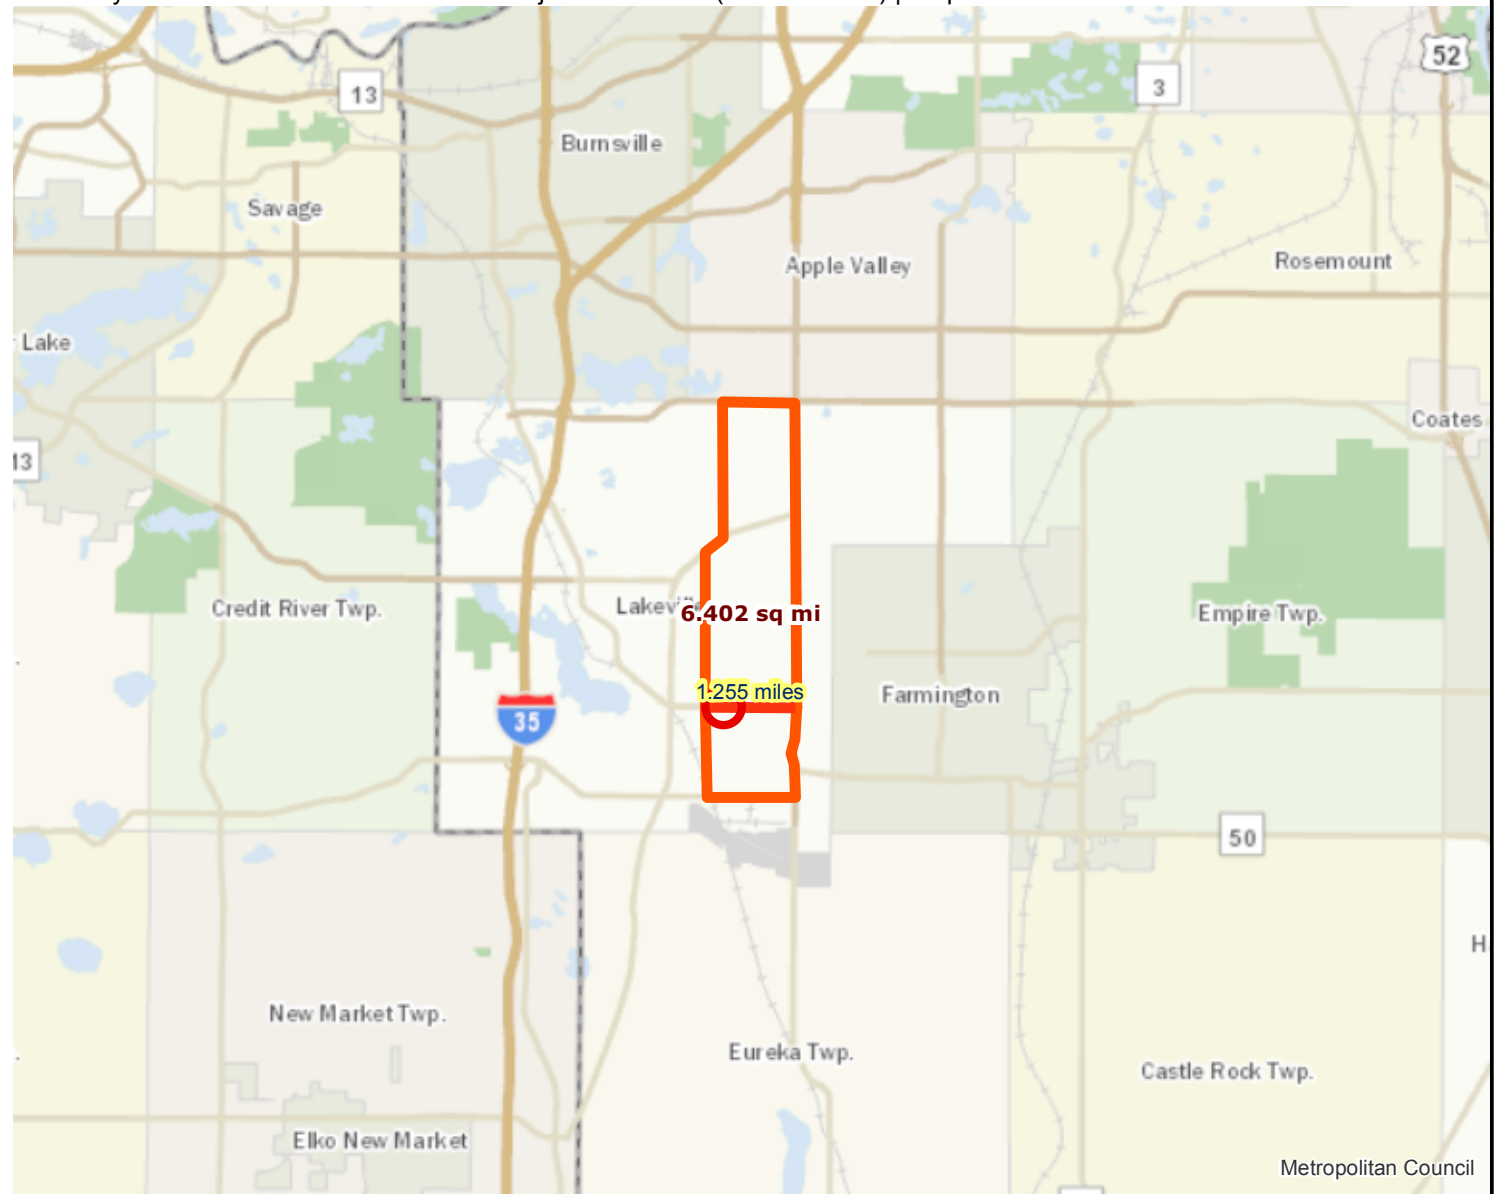 52
13
3
Burnsville
Savage
Apple Valley
Rosemount
Lake
Coates
13
Credit River Twp.
Lakeville
6.402 sq mi
Empire Twp.
1.255 miles
Farmington
35
50
H
New Market Twp.
Eureka Twp.
Castle Rock Twp.
Elko New Market
Metropolitan Council